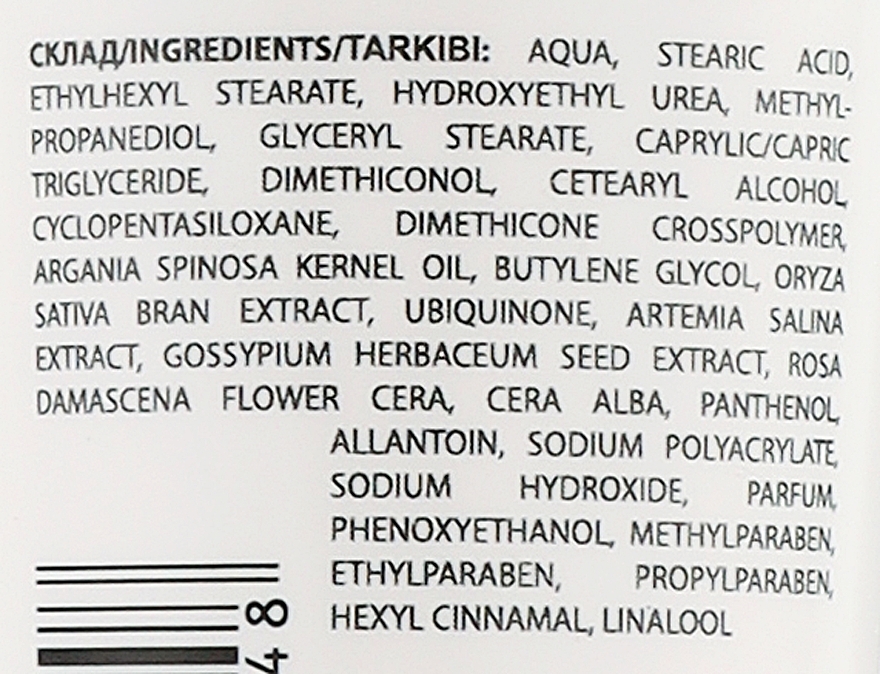 СКЛАД/INGREDIENTS/TARKIBI: AQUA, STEARIC ACID,
ETHYLHEXYL STEARATE, HYDROXYETHYL UREA, METHYL-
PROPANEDIOL, GLYCERYL STEARATE, CAPRYLIC/CAPRIC
TRIGLYCERIDE, DIMETHICONOL, CETEARYL ALCOHOL,
CYCLOPENTASILOXANE, DIMETHICONE CROSSPOLYMER,
ARGANIA SPINOSA KERNEL OIL, BUTYLENE GLYCOL, ORYZA
SATIVA BRAN EXTRACT, UBIQUINONE, ARTEMIA SALINA
EXTRACT, GOSSYPIUM HERBACEUM SEED EXTRACT, ROSA
DAMASCENA FLOWER CERA, CERA ALBA, PANTHENOL,
ALLANTOIN, SODIUM POLYACRYLATE,
SODIUM HYDROXIDE, PARFUM,
PHENOXYETHANOL, METHYLPARABEN,
ETHYLPARABEN, PROPYLPARABEN,
HEXYL CINNAMAL, LINALOOL
8
4